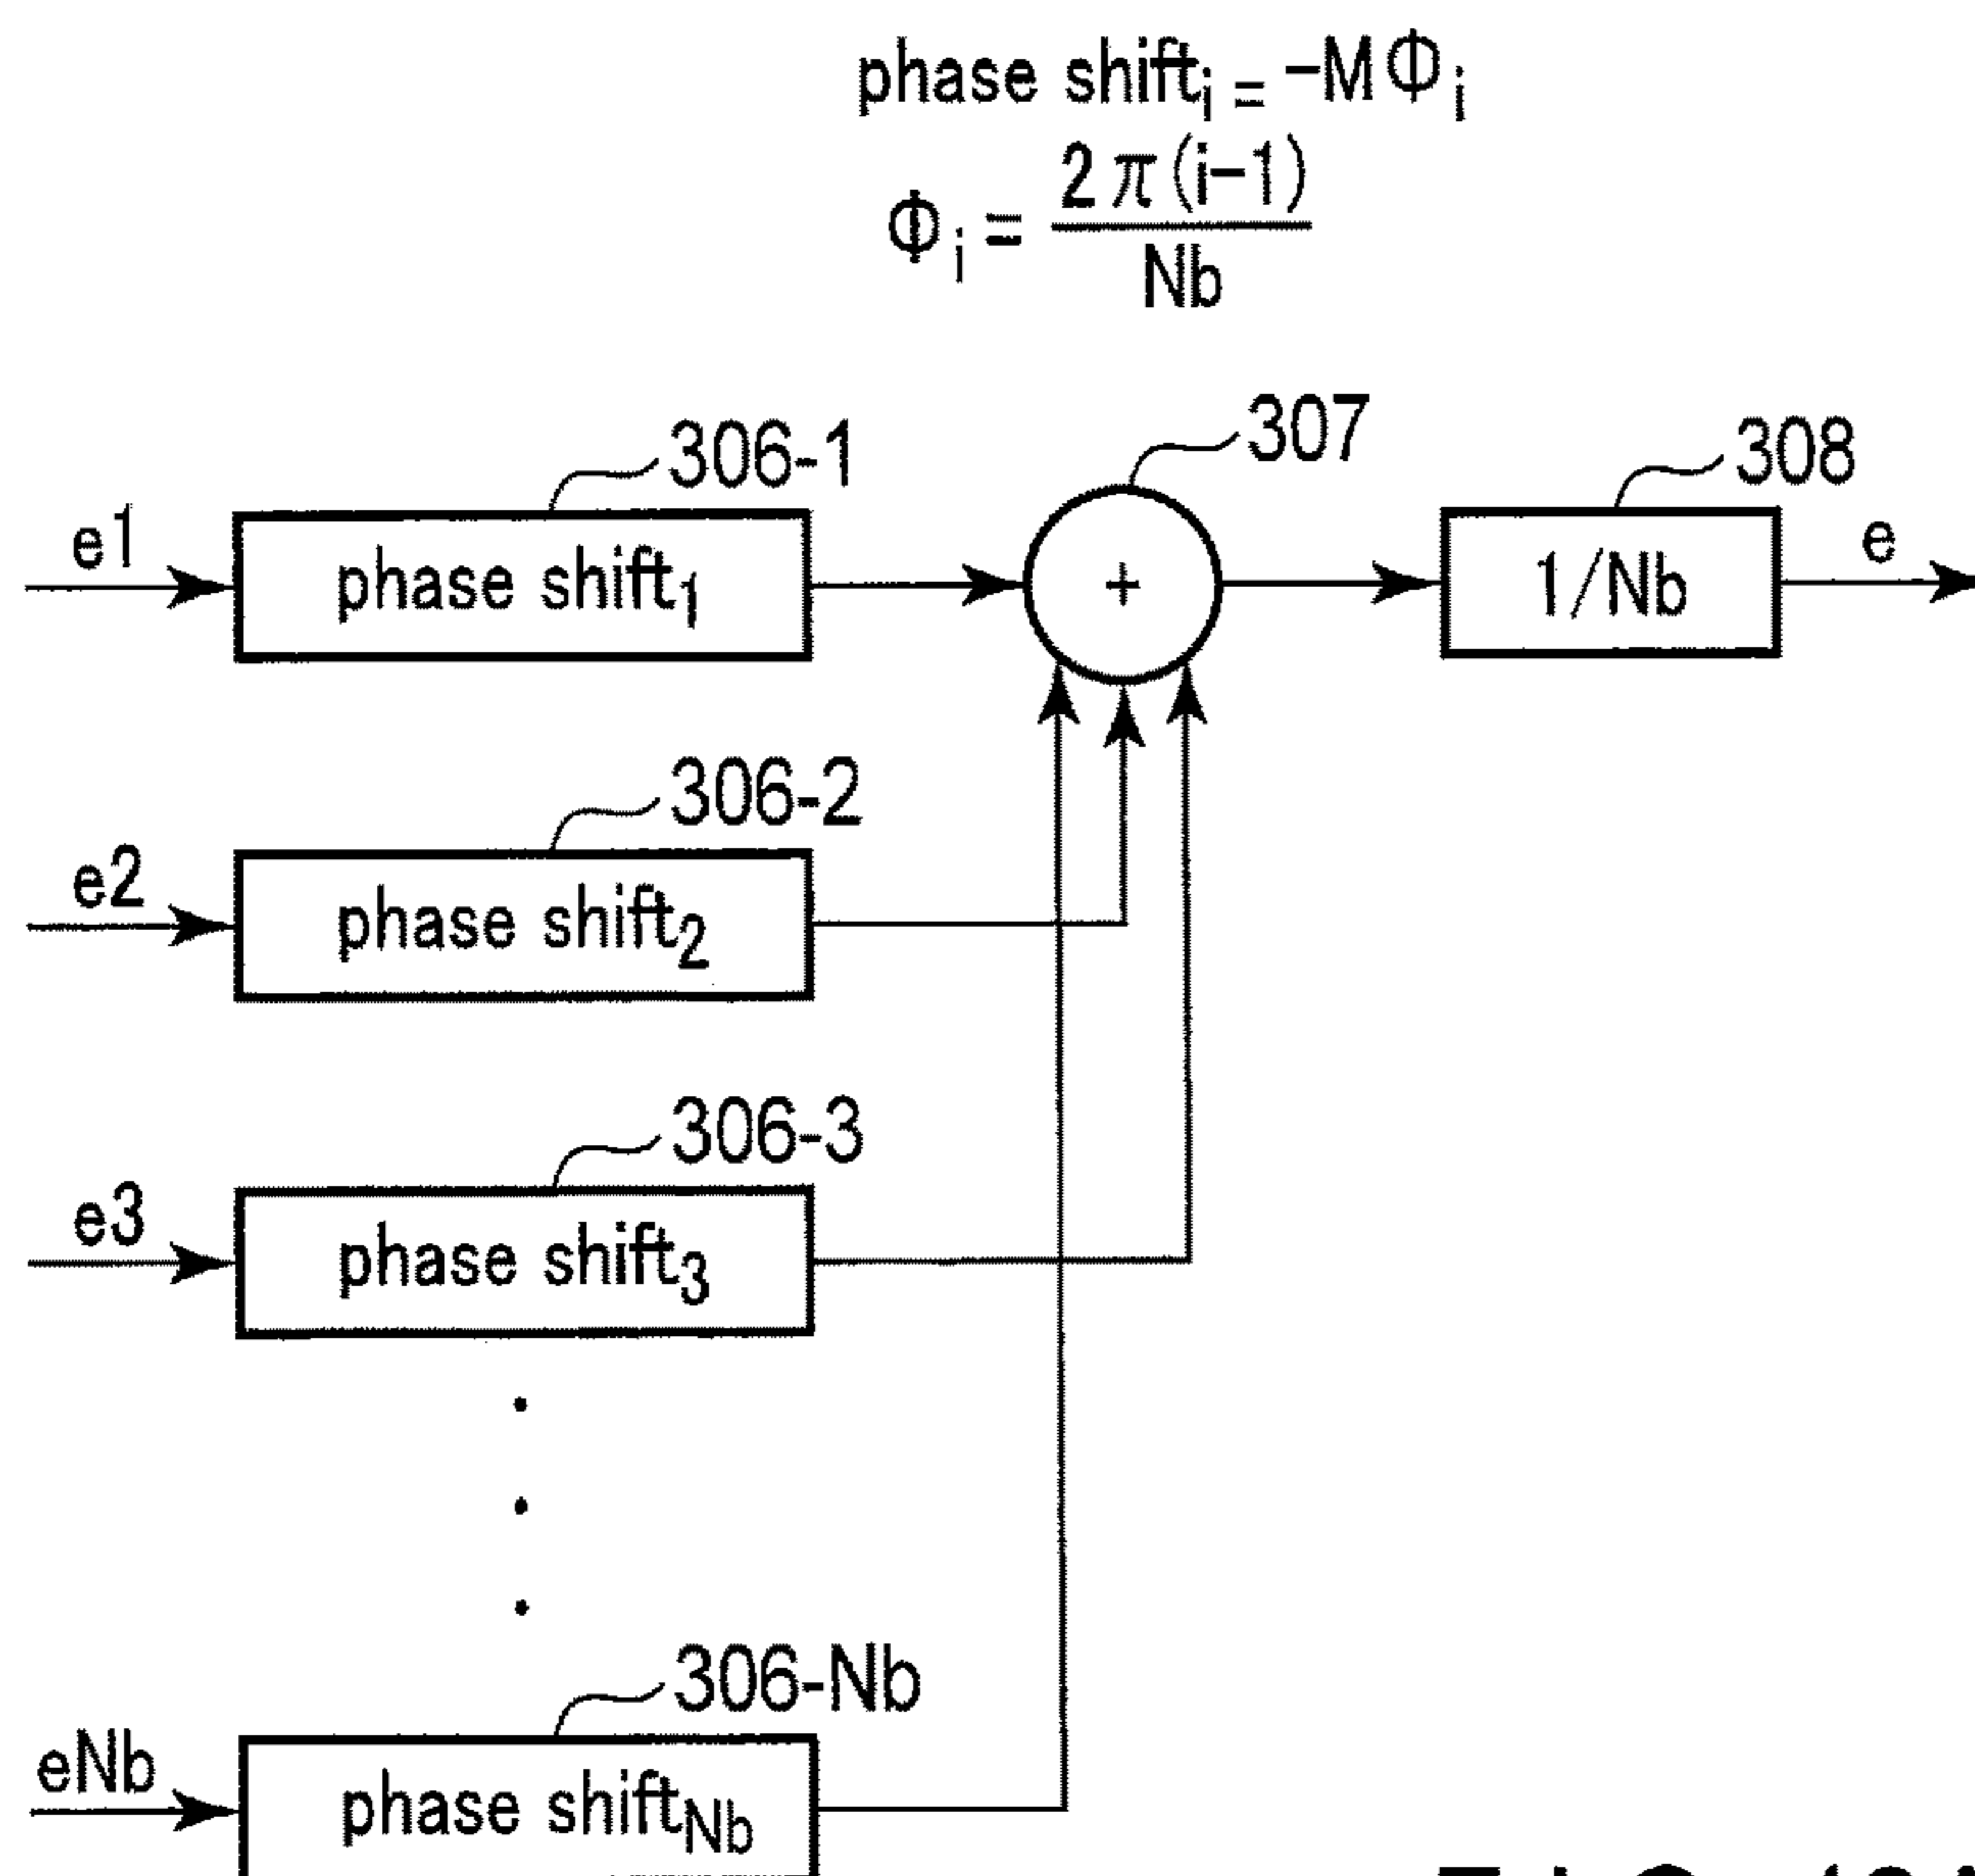 phase shift_i = -MΦ_i
Φ_i = 2π(i-1)
Nb
306-1
307
308
e1
phase shift_1
+
1/Nb
e
306-2
e2
phase shift_2
306-3
e3
phase shift_3
306-Nb
eNb
phase shift_Nb